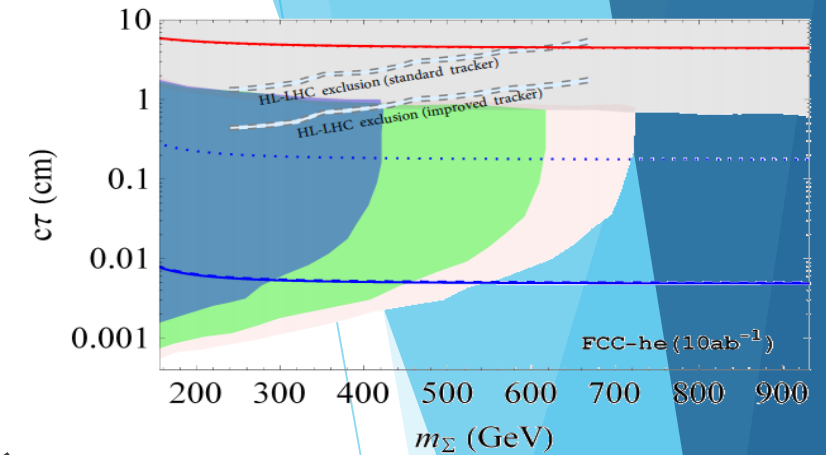 10
HL-LHC exclusion (standard tracker)
1
HL-LHC exclusion (improved tracker)
0.1
cτ (cm)
0.01
0.001
FCC-he(10ab⁻¹)
200 300 400 500 600 700 800 900
m_Σ (GeV)